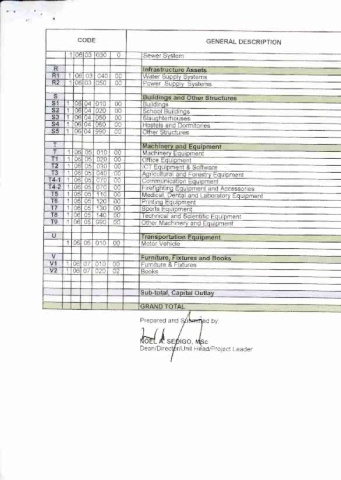 CODE GENERAL DESCRIPTION
1 06 03 030 0 Sewer System
R Infrastructure Assets
R1 1 06 03 040 00 Water Supply Systems
R2 1 06 03 050 00 Power Supply Systems
S Buildings and Other Structures
S1 1 06 04 010 00 Buildings
S2 1 06 04 020 00 School Buildings
S3 1 06 04 050 00 Slaughterhouses
S4 1 06 04 060 00 Hostels and Dormitories
S5 1 06 04 990 00 Other Structures
T Machinery and Equipment
T 1 06 05 010 00 Machinery Equipment
T1 1 06 05 020 00 Office Equipment
T2 1 06 05 030 00 ICT Equipment & Software
T3 1 06 05 040 00 Agricultural and Forestry Equipment
T4-1 1 06 05 070 00 Communication Equipment
T4-2 1 06 05 00 Firefighting Equipment and Accessories
T5 1 06 05 110 00 Medical, Dental and Laboratory Equipment
T6 1 06 05 120 00 Printing Equipment
T7 1 06 05 130 00 Sports Equipment
T8 1 06 05 140 00 Technical and Scientific Equipment
T9 1 06 05 990 00 Other Machinery and Equipment
U Transportation Equipment
1 06 06 010 00 Motor Vehicle
V Furniture, Fixtures and Books
V1 1 06 07 010 00 Furniture & Fixtures
V2 1 06 07 020 02 Books
Sub-total, Capital Outlay
GRAND TOTAL
Prepared and Submitted by:
NOEL A. SEDIGO, MSc
Dean/Director/Unit Head/Project Leader